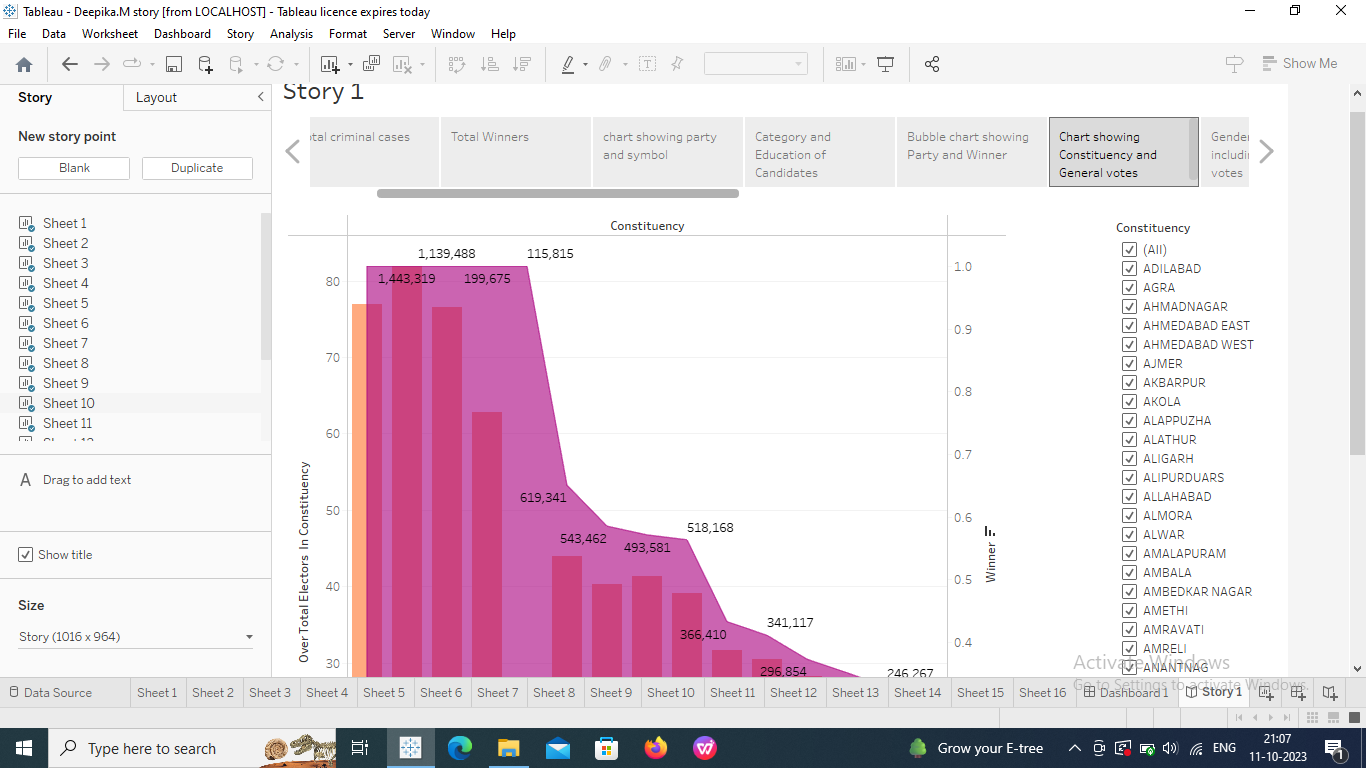 Tableau - Deepika.M story [from LOCALHOST] - Tableau licence expires today
File Data Worksheet Dashboard Story Analysis Format Server Window Help
Show Me
Story Layout
New story point
Blank Duplicate
Sheet 1
Sheet 2
Sheet 3
Sheet 4
Sheet 5
Sheet 6
Sheet 7
Sheet 8
Sheet 9
Sheet 10
Sheet 11
A Drag to add text
Show title
Size
Story (1016 x 964)
Story 1
otal criminal cases
Total Winners
chart showing party
and symbol
Category and
Education of
Candidates
Bubble chart showing
Party and Winner
Chart showing
Constituency and
General votes
Gender
includi
votes
Constituency
1,139,488 115,815
1,443,319 199,675
619,341
543,462
493,581
518,168
366,410
341,117
296,854
246,267
80
70
60
50
40
30
Over Total Electors In Constituency
1.0
0.9
0.8
0.7
0.6
0.5
0.4
Winner
Constituency
(All)
ADILABAD
AGRA
AHMADNAGAR
AHMEDABAD EAST
AHMEDABAD WEST
AJMER
AKBARPUR
AKOLA
ALAPPUZHA
ALATHUR
ALIGARH
ALIPURDUARS
ALLAHABAD
ALMORA
ALWAR
AMALAPURAM
AMBALA
AMBEDKAR NAGAR
AMETHI
AMRAVATI
AMRELI
ANANTNAG
Activate Windows
Go to Settings to activate Windows.
Data Source Sheet 1 Sheet 2 Sheet 3 Sheet 4 Sheet 5 Sheet 6 Sheet 7 Sheet 8 Sheet 9 Sheet 10 Sheet 11 Sheet 12 Sheet 13 Sheet 14 Sheet 15 Sheet 16 Dashboard 1 Story 1
Type here to search
Grow your E-tree
ENG
21:07
11-10-2023
1